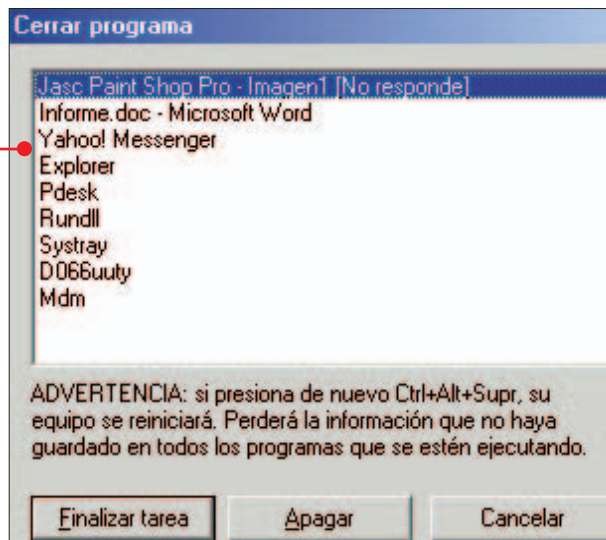 Cerrar programa
Jasc Paint Shop Pro - Imagen1 [No responde]
Informe.doc - Microsoft Word
Yahoo! Messenger
Explorer
Pdesk
Rundll
Systray
D066uuty
Mdm
ADVERTENCIA: si presiona de nuevo Ctrl+Alt+Supr, su
equipo se reiniciará. Perderá la información que no haya
guardado en todos los programas que se estén ejecutando.
Finalizar tarea
Apagar
Cancelar